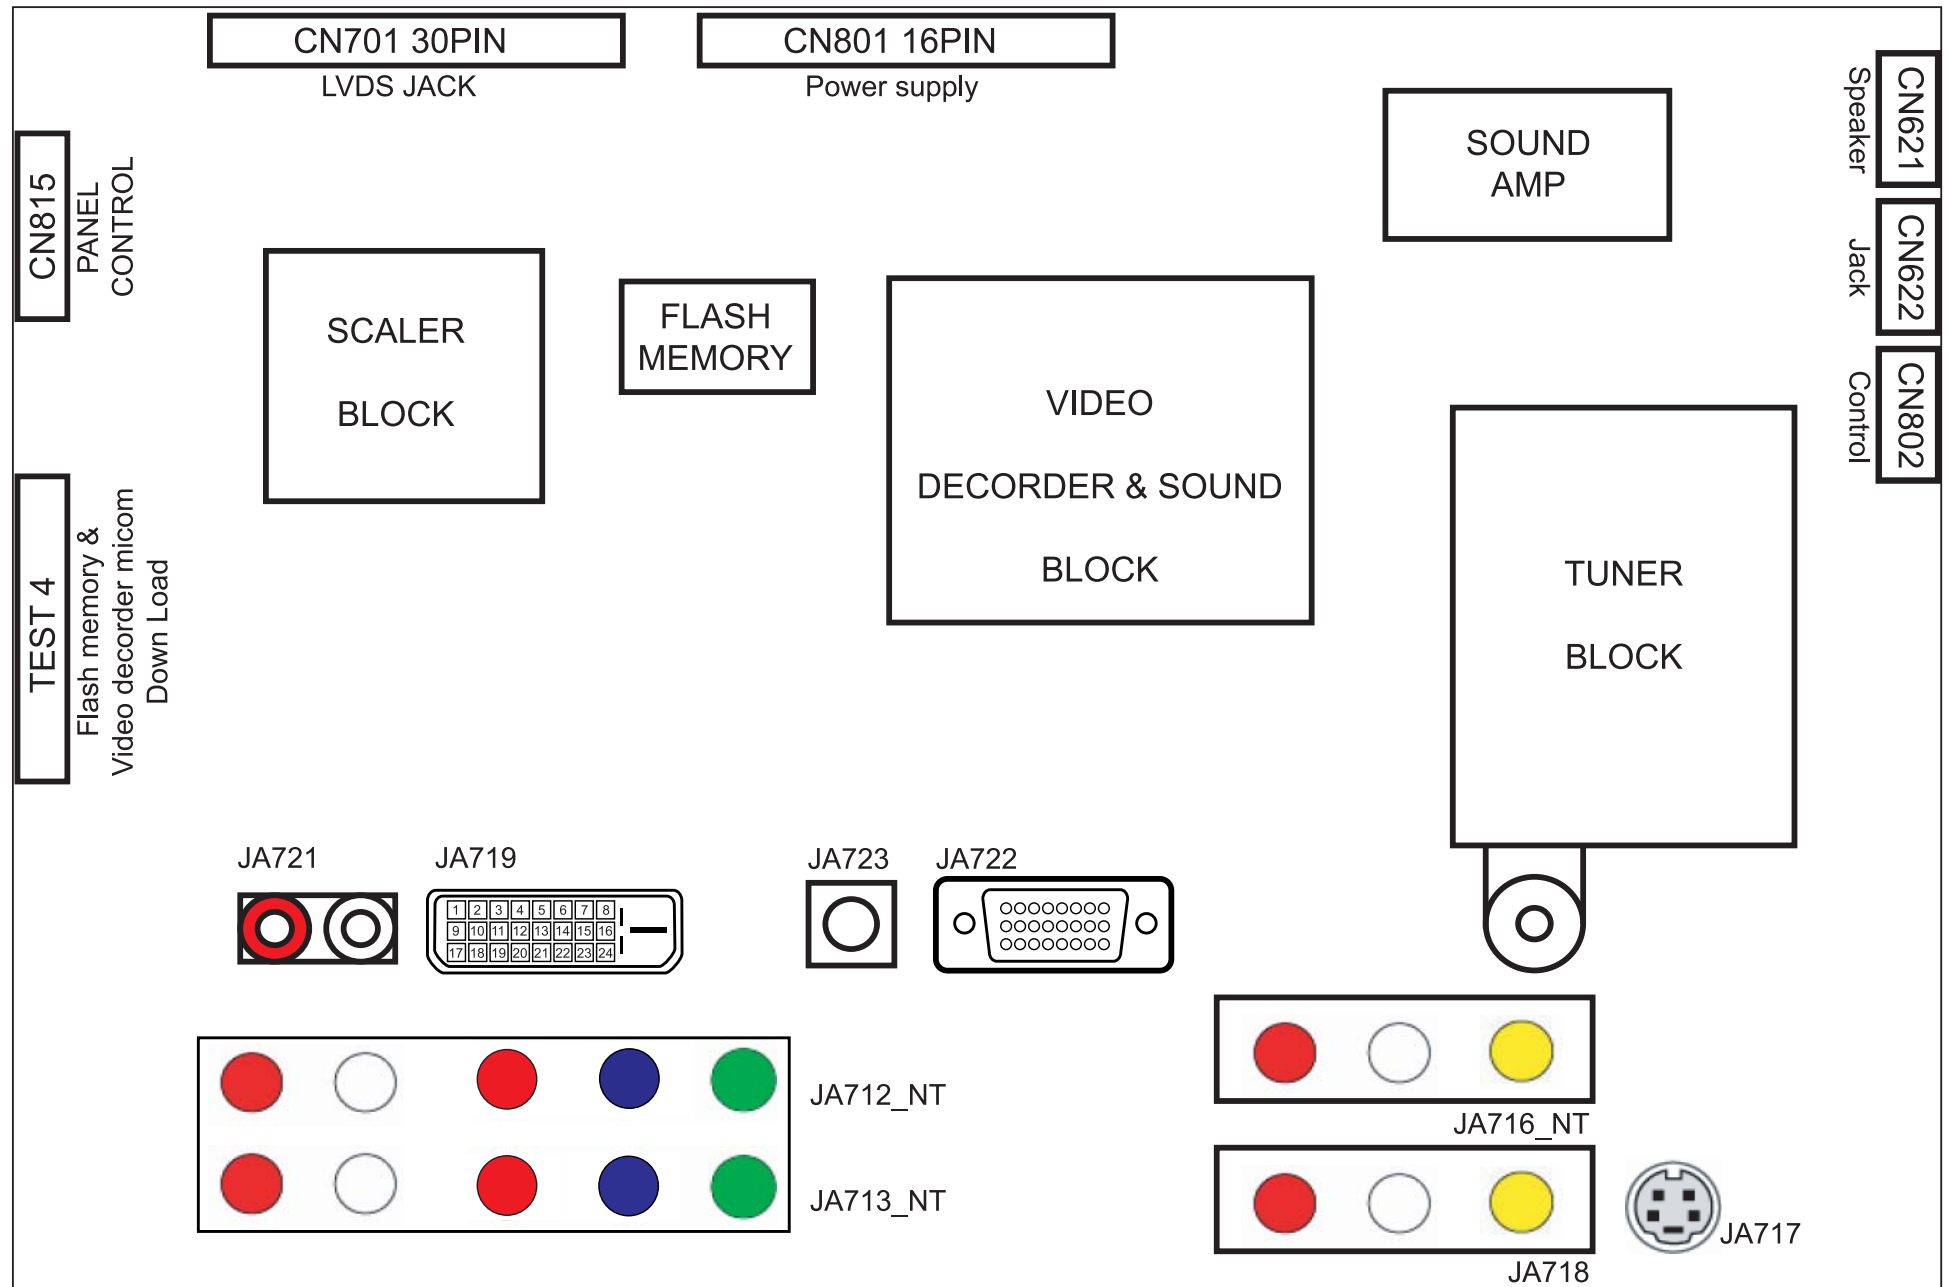 CN701 30PIN
LVDS JACK
CN801 16PIN
Power supply
CN621
Speaker
CN622
Jack
CN802
Control
SOUND
AMP
CN815
PANEL
CONTROL
SCALER
BLOCK
FLASH
MEMORY
VIDEO
DECORDER & SOUND
BLOCK
TUNER
BLOCK
TEST 4
Flash memory &
Video decorder micom
Down Load
JA721
JA719
JA723
JA722
1 2 3 4 5 6 7 8
9 10 11 12 13 14 15 16
17 18 19 20 21 22 23 24
JA712_NT
JA716_NT
JA713_NT
JA717
JA718